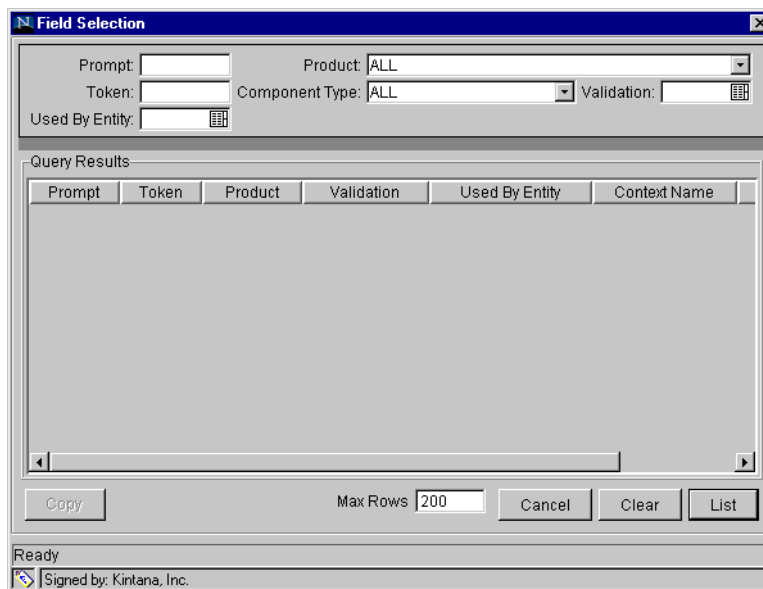 Field Selection
Prompt: Product: ALL
Token: Component Type: ALL Validation:
Used By Entity:
Query Results
Prompt Token Product Validation Used By Entity Context Name
Copy Max Rows 200 Cancel Clear List
Ready
Signed by: Kintana, Inc.